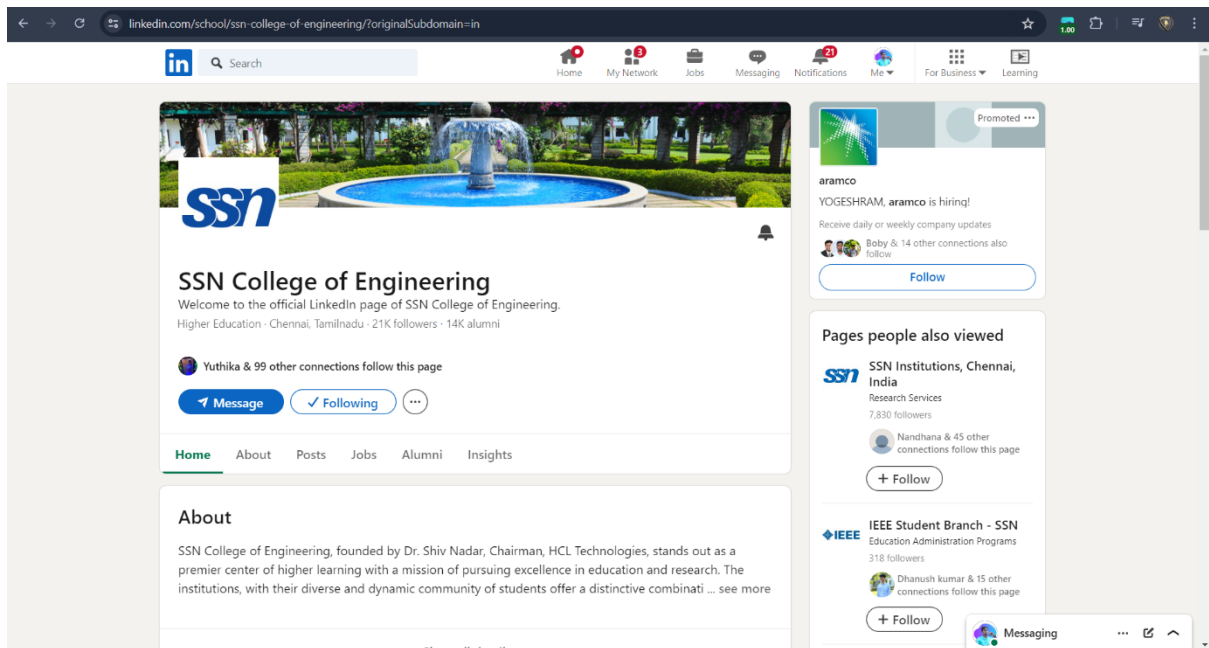 linkedin.com/school/ssn-college-of-engineering/?originalSubdomain=in
1.00
in
Search
Home
3
My Network
Jobs
Messaging
21
Notifications
Me
For Business
Learning
ssn
SSN College of Engineering
Welcome to the official LinkedIn page of SSN College of Engineering.
Higher Education · Chennai, Tamilnadu · 21K followers · 14K alumni
Yuthika & 99 other connections follow this page
Message
Following
Home About Posts Jobs Alumni Insights
About
SSN College of Engineering, founded by Dr. Shiv Nadar, Chairman, HCL Technologies, stands out as a
premier center of higher learning with a mission of pursuing excellence in education and research. The
institutions, with their diverse and dynamic community of students offer a distinctive combinati ... see more
Promoted
aramco
YOGESHRAM, aramco is hiring!
Receive daily or weekly company updates
Boby & 14 other connections also
follow
Follow
Pages people also viewed
ssn
SSN Institutions, Chennai,
India
Research Services
7,830 followers
Nandhana & 45 other
connections follow this page
+ Follow
IEEE
IEEE Student Branch - SSN
Education Administration Programs
318 followers
Dhanush kumar & 15 other
connections follow this page
+ Follow
Messaging